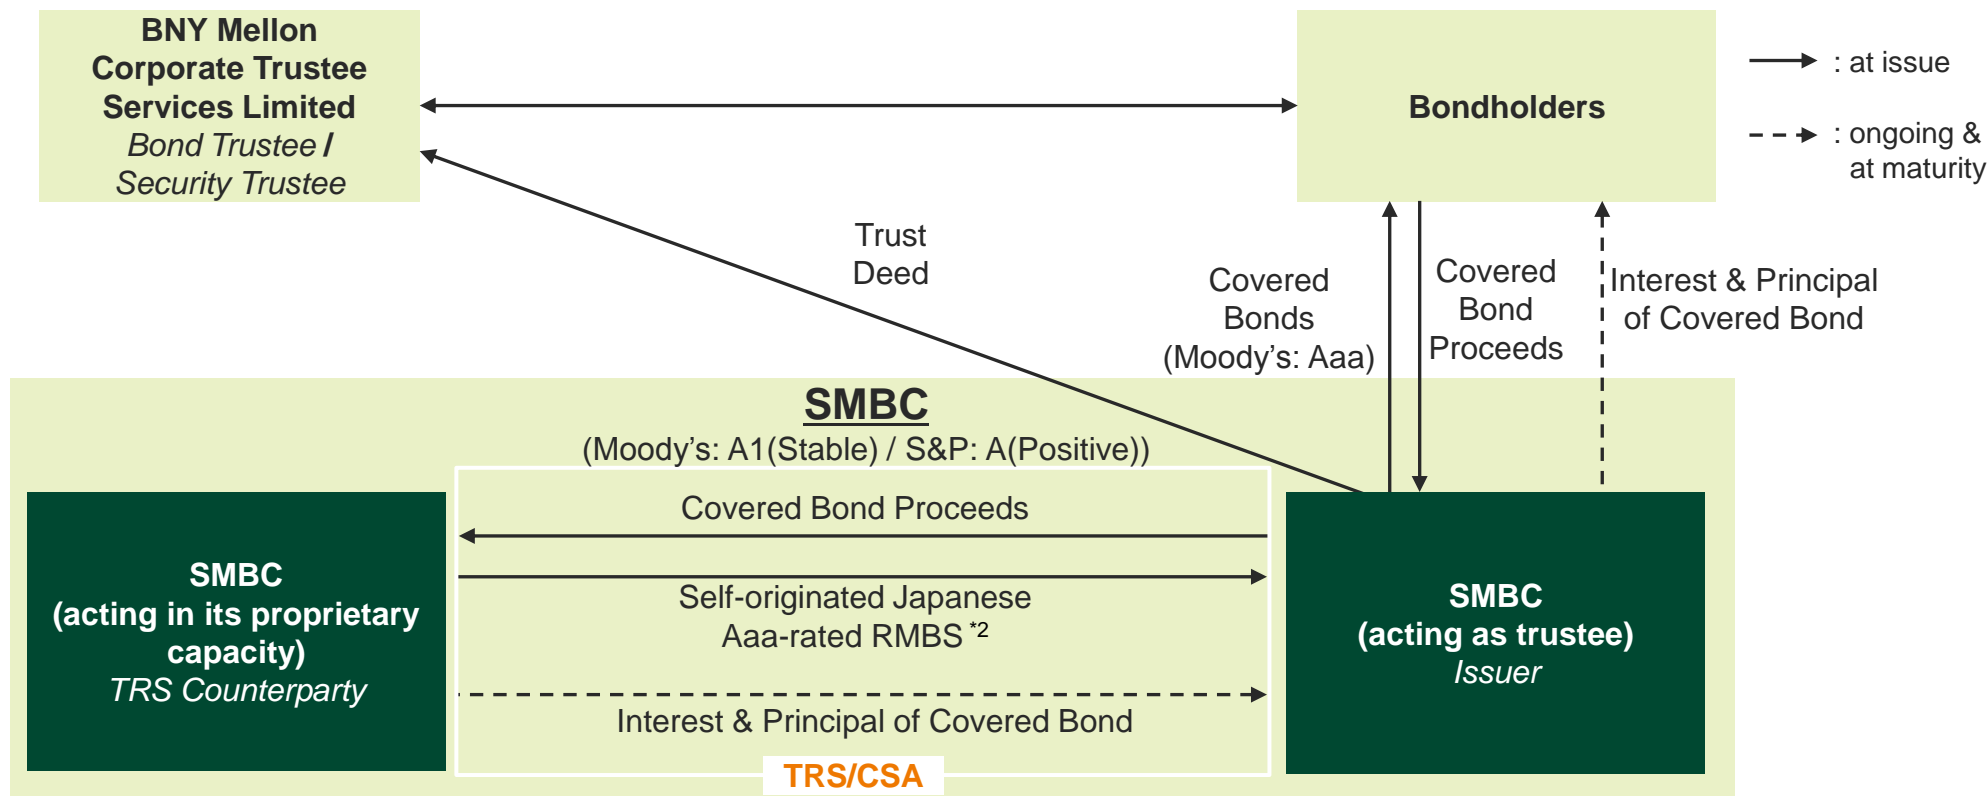 BNY Mellon
Corporate Trustee
Services Limited
Bond Trustee /
Security Trustee
Bondholders
: at issue
: ongoing &
at maturity
Trust
Deed
Covered
Bonds
(Moody's: Aaa)
Covered
Bond
Proceeds
Interest & Principal
of Covered Bond
SMBC
(Moody's: A1(Stable) / S&P: A(Positive))
SMBC
(acting in its proprietary
capacity)
TRS Counterparty
Covered Bond Proceeds
Self-originated Japanese
Aaa-rated RMBS *2
Interest & Principal of Covered Bond
TRS/CSA
SMBC
(acting as trustee)
Issuer